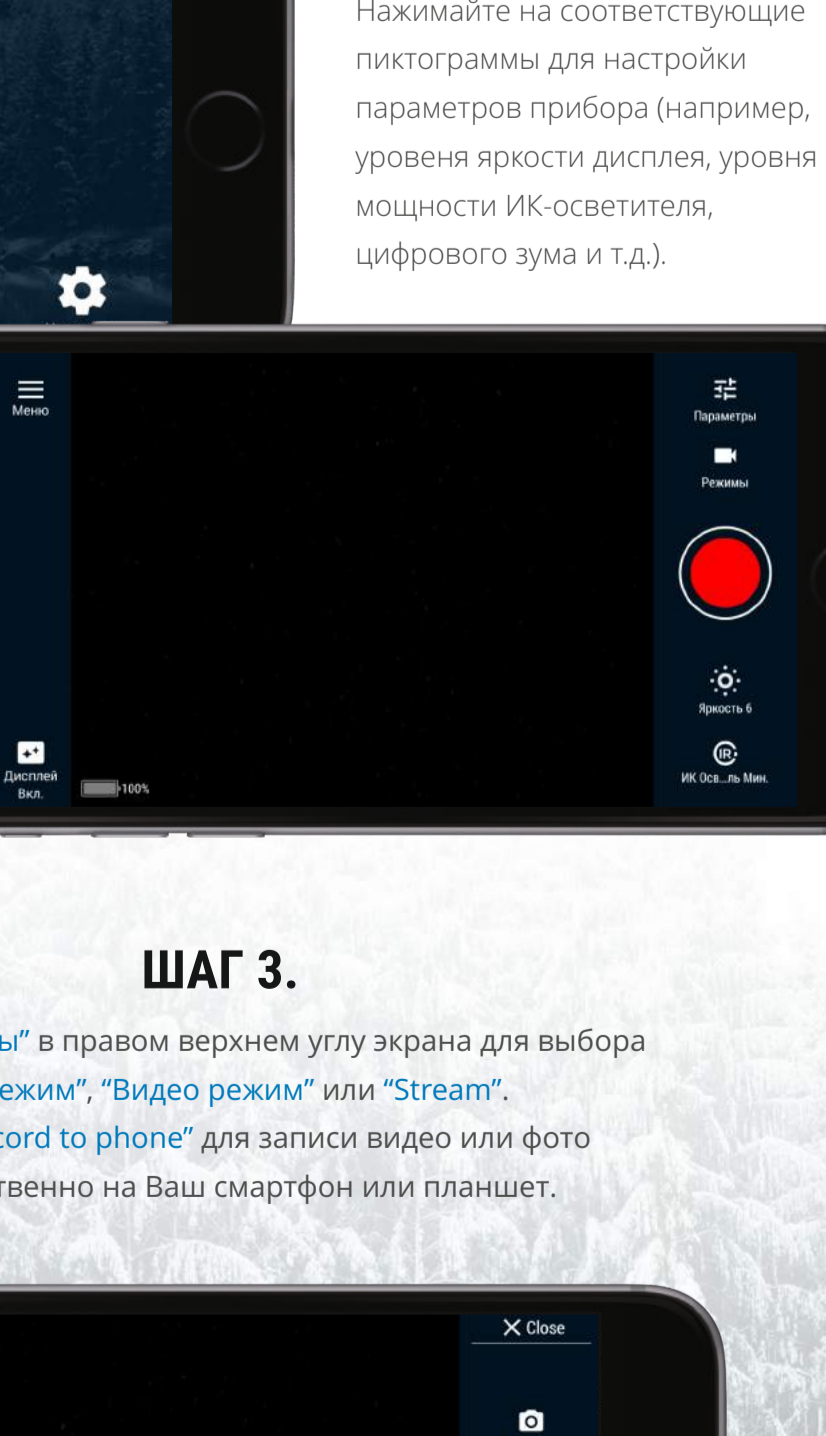 Нажимайте на соответствующие
пиктограммы для настройки
параметров прибора (например,
уровеня яркости дисплея, уровня
мощности ИК-осветителя,
цифрового зума и т.д.).
Меню
Параметры
Режимы
Яркость 6
Дисплей
Вкл.
100%
IR
ИК Осв...ль Мин.
ШАГ 3.
ы” в правом верхнем углу экрана для выбора
ежим”, “Видео режим” или “Stream”.
cord to phone” для записи видео или фото
твенно на Ваш смартфон или планшет.
Close